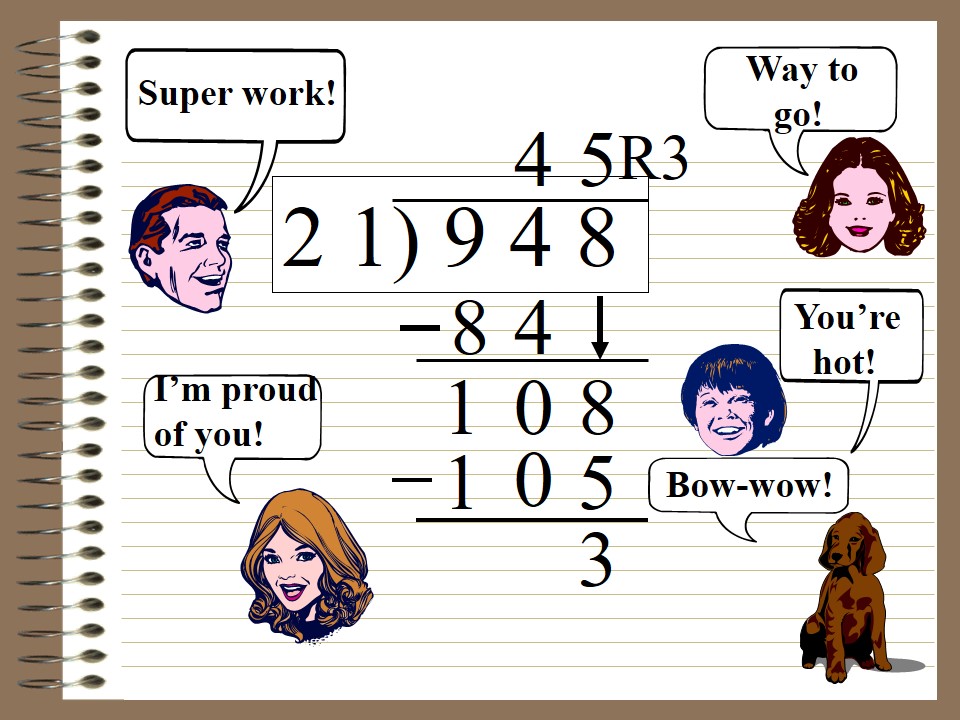 Super work!
Way to
go!
4 5R3
2 1) 9 4 8
– 8 4
You’re
hot!
I’m proud
of you!
1 0 8
– 1 0 5
Bow-wow!
3